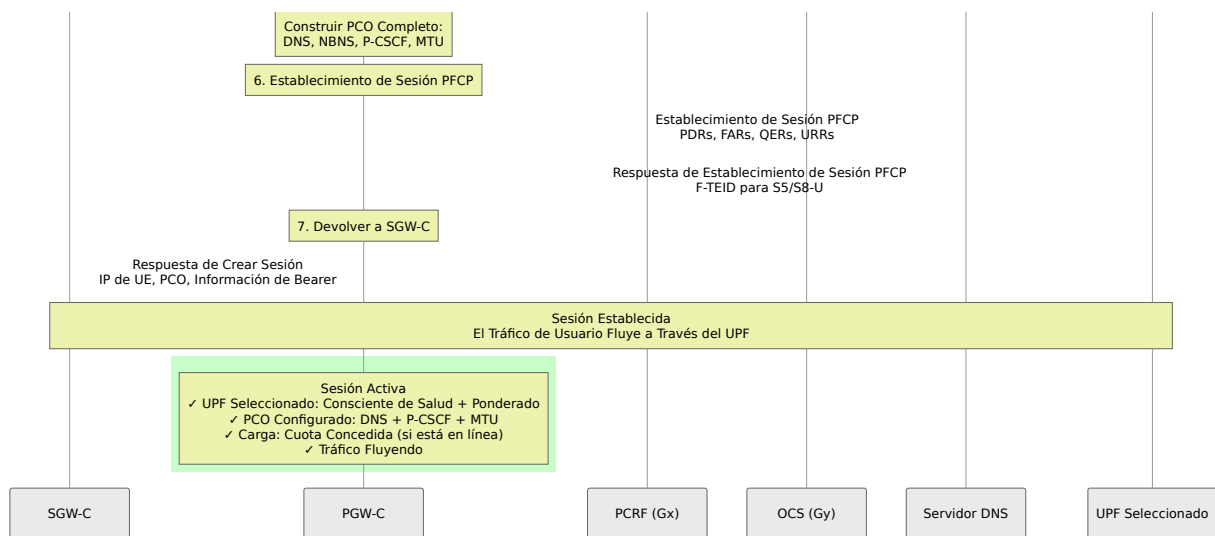 Construir PCO Completo:
DNS, NBNS, P-CSCF, MTU
6. Establecimiento de Sesión PFCP
Establecimiento de Sesión PFCP
PDRs, FARs, QERs, URRs
Respuesta de Establecimiento de Sesión PFCP
F-TEID para S5/S8-U
7. Devolver a SGW-C
Respuesta de Crear Sesión
IP de UE, PCO, Información de Bearer
Sesión Establecida
El Tráfico de Usuario Fluye a Través del UPF
Sesión Activa
✓ UPF Seleccionado: Consciente de Salud + Ponderado
✓ PCO Configurado: DNS + P-CSCF + MTU
✓ Carga: Cuota Concedida (si está en línea)
✓ Tráfico Fluyendo
SGW-C
PGW-C
PCRF (Gx)
OCS (Gy)
Servidor DNS
UPF Seleccionado